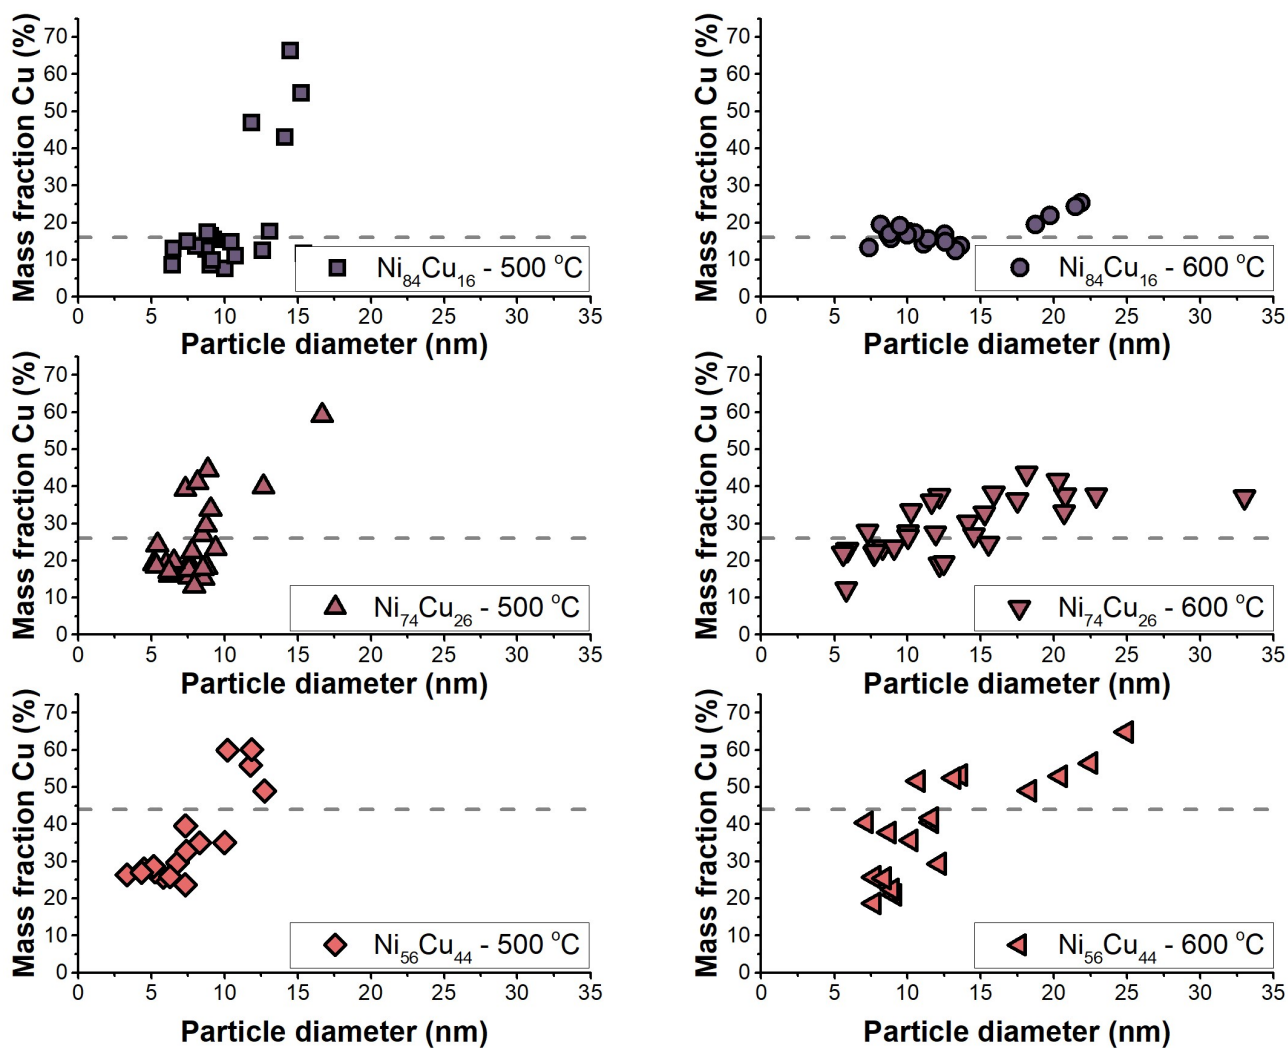 Mass fraction Cu (%)
70
60
50
40
30
20
10
0
Ni84Cu16 - 500 °C
0 5 10 15 20 25 30 35
Particle diameter (nm)
Mass fraction Cu (%)
70
60
50
40
30
20
10
0
Ni84Cu16 - 600 °C
0 5 10 15 20 25 30 35
Particle diameter (nm)
Mass fraction Cu (%)
70
60
50
40
30
20
10
0
Ni74Cu26 - 500 °C
0 5 10 15 20 25 30 35
Particle diameter (nm)
Mass fraction Cu (%)
70
60
50
40
30
20
10
0
Ni74Cu26 - 600 °C
0 5 10 15 20 25 30 35
Particle diameter (nm)
Mass fraction Cu (%)
70
60
50
40
30
20
10
0
Ni56Cu44 - 500 °C
0 5 10 15 20 25 30 35
Particle diameter (nm)
Mass fraction Cu (%)
70
60
50
40
30
20
10
0
Ni56Cu44 - 600 °C
0 5 10 15 20 25 30 35
Particle diameter (nm)